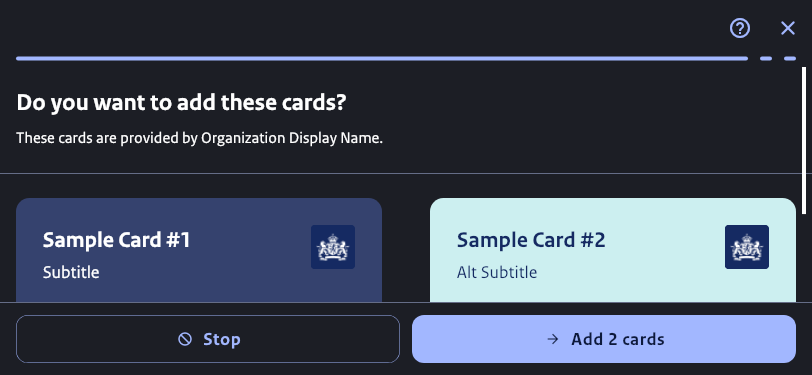 Do you want to add these cards?
These cards are provided by Organization Display Name.
Sample Card #1
Subtitle
Sample Card #2
Alt Subtitle
Stop
Add 2 cards